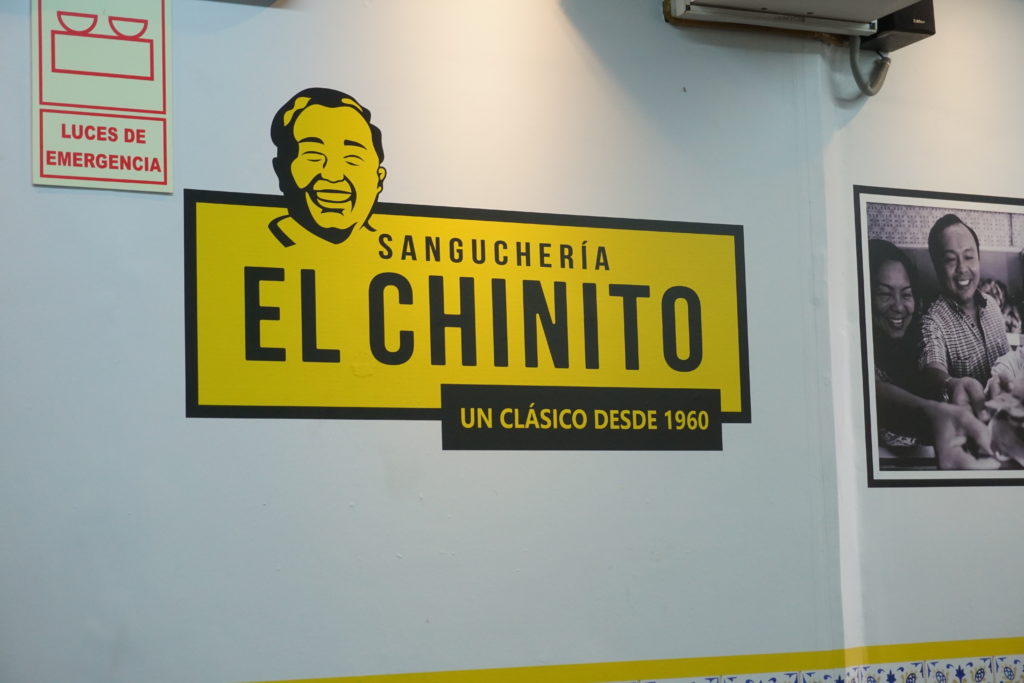 LUCES DE
EMERGENCIA
SANGUCHERÍA
EL CHINITO
UN CLÁSICO DESDE 1960